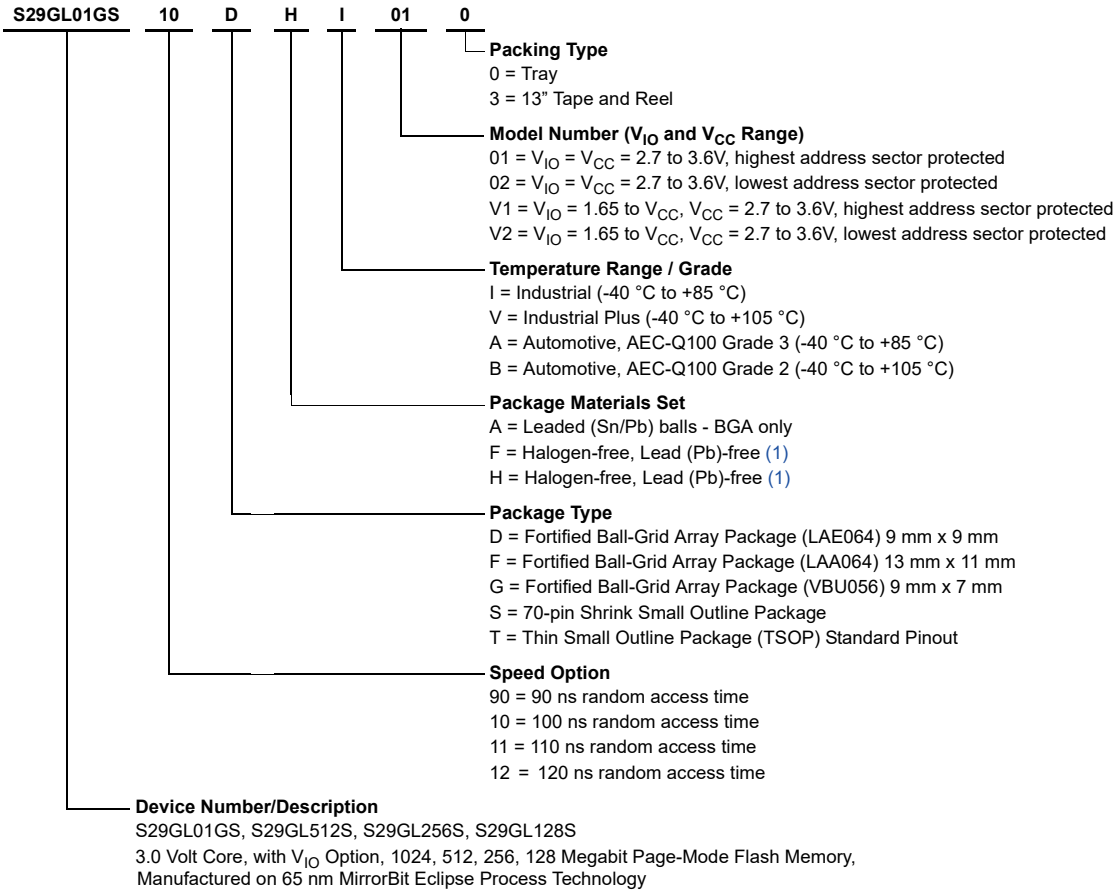 S29GL01GS 10 D H I 01 0
Packing Type
0 = Tray
3 = 13” Tape and Reel
Model Number (VIO and VCC Range)
01 = VIO = VCC = 2.7 to 3.6V, highest address sector protected
02 = VIO = VCC = 2.7 to 3.6V, lowest address sector protected
V1 = VIO = 1.65 to VCC, VCC = 2.7 to 3.6V, highest address sector protected
V2 = VIO = 1.65 to VCC, VCC = 2.7 to 3.6V, lowest address sector protected
Temperature Range / Grade
I = Industrial (-40 °C to +85 °C)
V = Industrial Plus (-40 °C to +105 °C)
A = Automotive, AEC-Q100 Grade 3 (-40 °C to +85 °C)
B = Automotive, AEC-Q100 Grade 2 (-40 °C to +105 °C)
Package Materials Set
A = Leaded (Sn/Pb) balls - BGA only
F = Halogen-free, Lead (Pb)-free (1)
H = Halogen-free, Lead (Pb)-free (1)
Package Type
D = Fortified Ball-Grid Array Package (LAE064) 9 mm x 9 mm
F = Fortified Ball-Grid Array Package (LAA064) 13 mm x 11 mm
G = Fortified Ball-Grid Array Package (VBU056) 9 mm x 7 mm
S = 70-pin Shrink Small Outline Package
T = Thin Small Outline Package (TSOP) Standard Pinout
Speed Option
90 = 90 ns random access time
10 = 100 ns random access time
11 = 110 ns random access time
12 = 120 ns random access time
Device Number/Description
S29GL01GS, S29GL512S, S29GL256S, S29GL128S
3.0 Volt Core, with VIO Option, 1024, 512, 256, 128 Megabit Page-Mode Flash Memory,
Manufactured on 65 nm MirrorBit Eclipse Process Technology